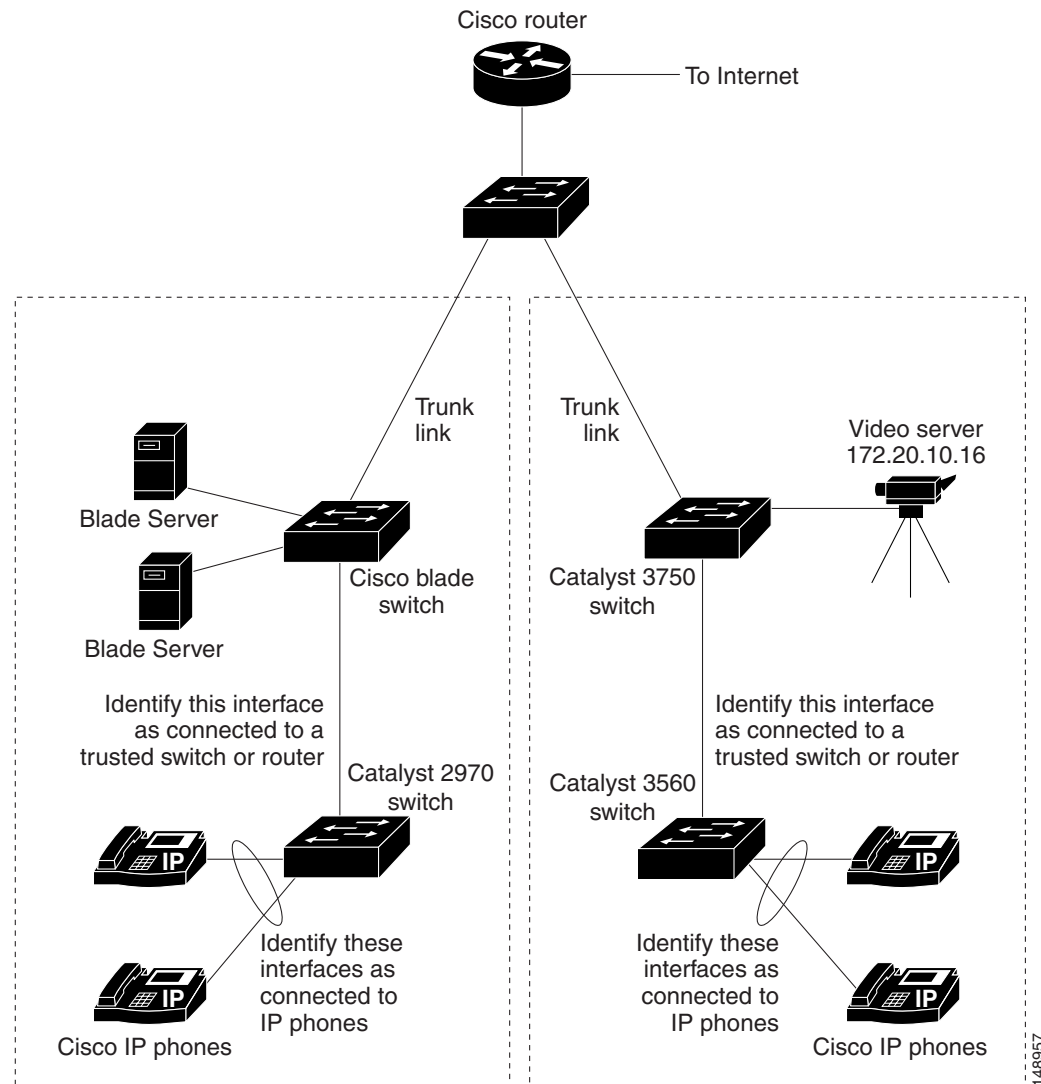 Cisco router
To Internet
Trunk
link
Trunk
link
Video server
172.20.10.16
Blade Server
Cisco blade
switch
Catalyst 3750
switch
Blade Server
Identify this interface
as connected to a
trusted switch or router
Identify this interface
as connected to a
trusted switch or router
Catalyst 2970
switch
Catalyst 3560
switch
IP
IP
Identify these
interfaces as
connected to
IP phones
Identify these
interfaces as
connected to
IP phones
IP
IP
Cisco IP phones
Cisco IP phones
148957